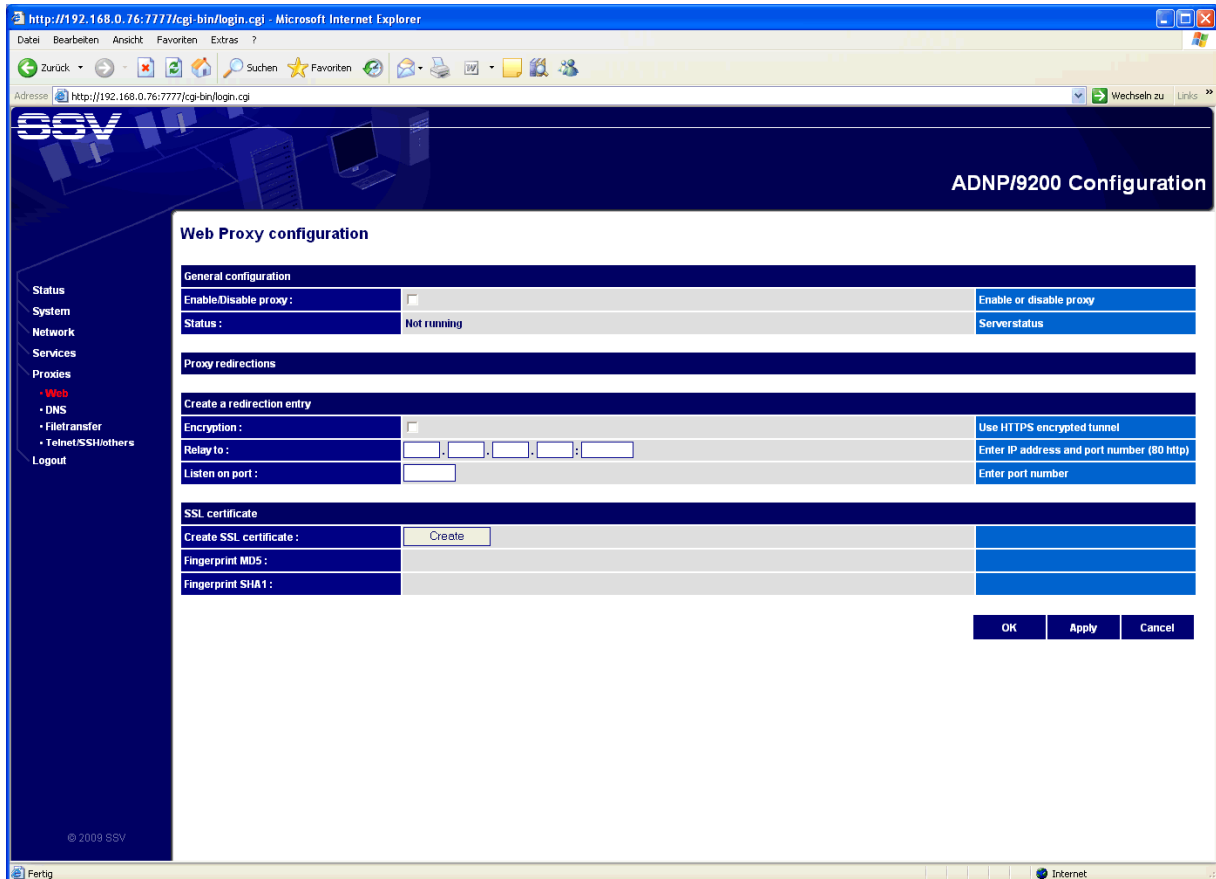 http://192.168.0.76:7777/cgi-bin/login.cgi - Microsoft Internet Explorer
Datei Bearbeiten Ansicht Favoriten Extras ?
Zurück Suchen Favoriten
Adresse http://192.168.0.76:7777/cgi-bin/login.cgi Wechseln zu Links »
SSV
ADNP/9200 Configuration
Web Proxy configuration
General configuration
Enable/Disable proxy : Enable or disable proxy
Status : Not running Serverstatus
Proxy redirections
Create a redirection entry
Encryption : Use HTTPS encrypted tunnel
Relay to : . . . : Enter IP address and port number (80 http)
Listen on port : Enter port number
SSL certificate
Create SSL certificate : Create
Fingerprint MD5 :
Fingerprint SHA1 :
OK Apply Cancel
Status
System
Network
Services
Proxies
• Web
• DNS
• Filetransfer
• Telnet/SSH/others
Logout
© 2009 SSV
Fertig Internet